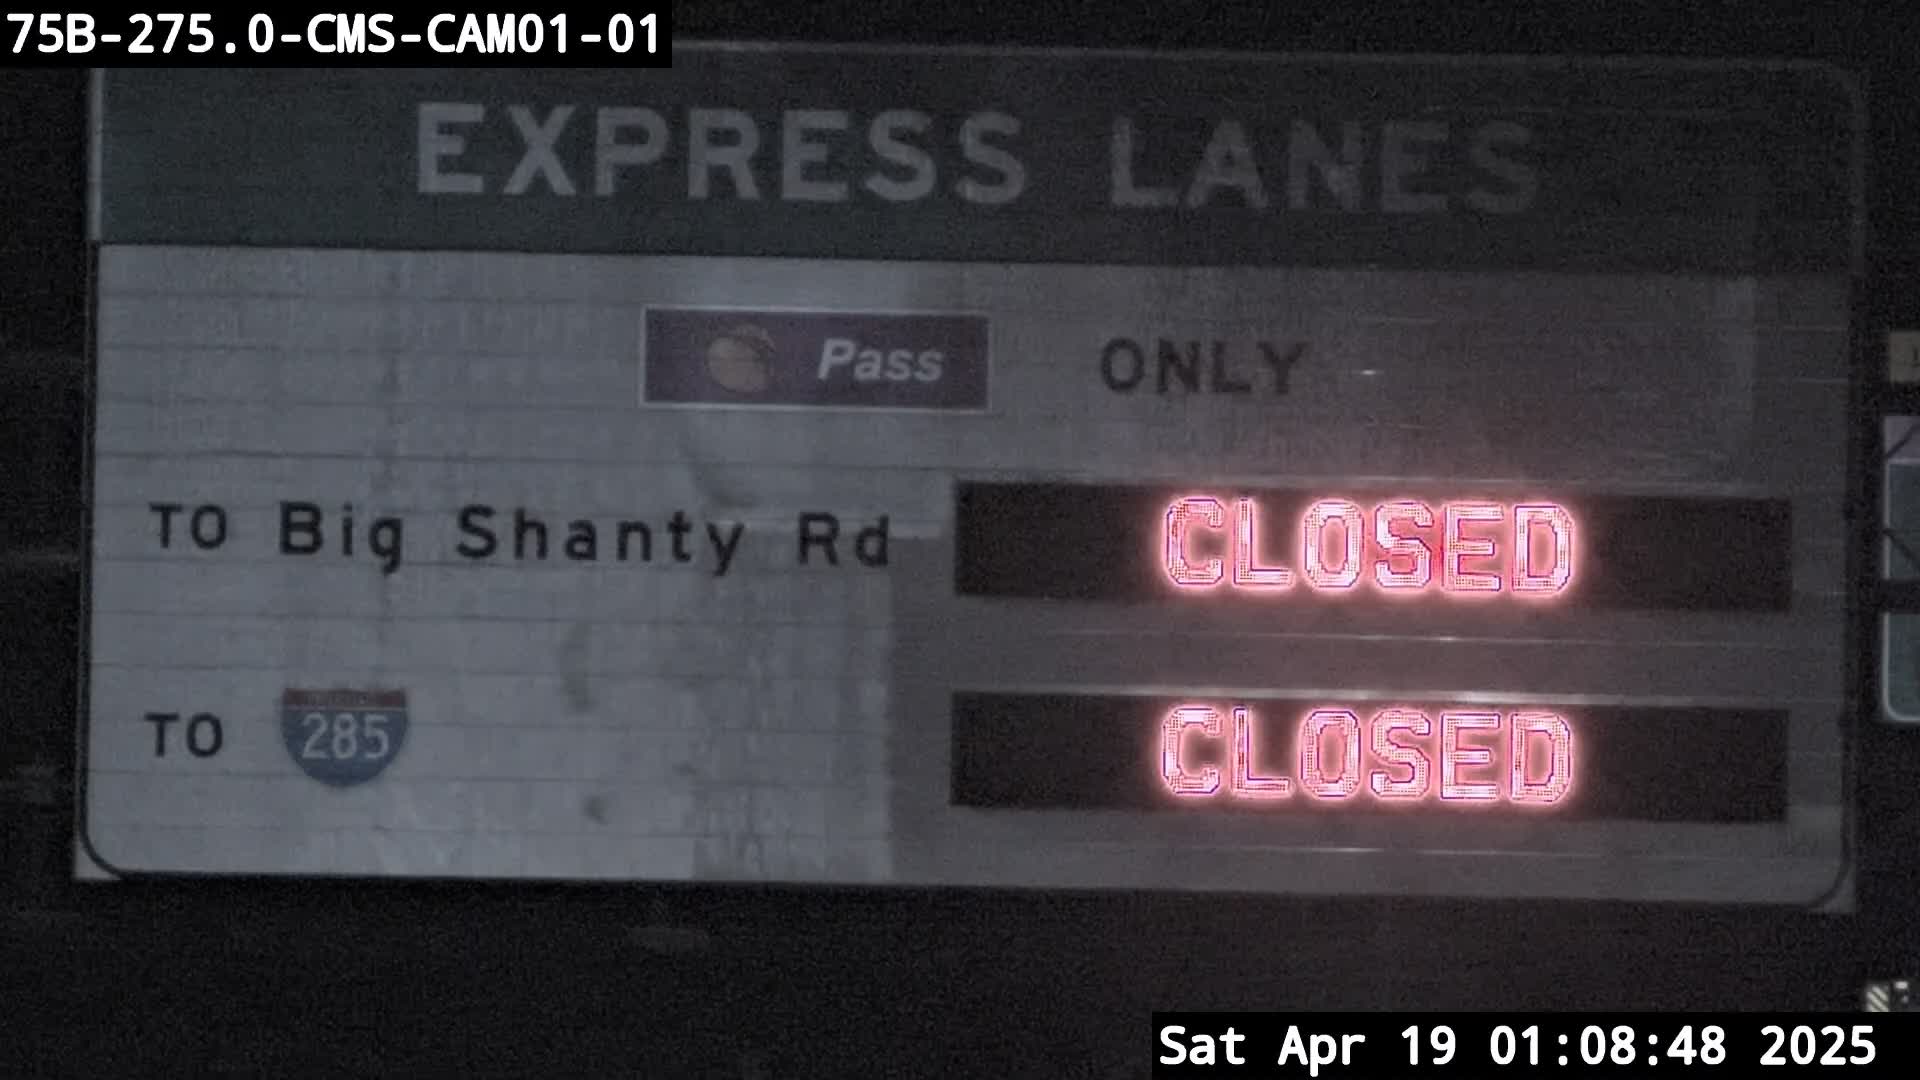 75B-275.0-CMS-CAM01-01
EXPRESS LANES
Pass ONLY
TO Big Shanty Rd CLOSED
TO 285 CLOSED
Sat Apr 19 01:08:48 2025